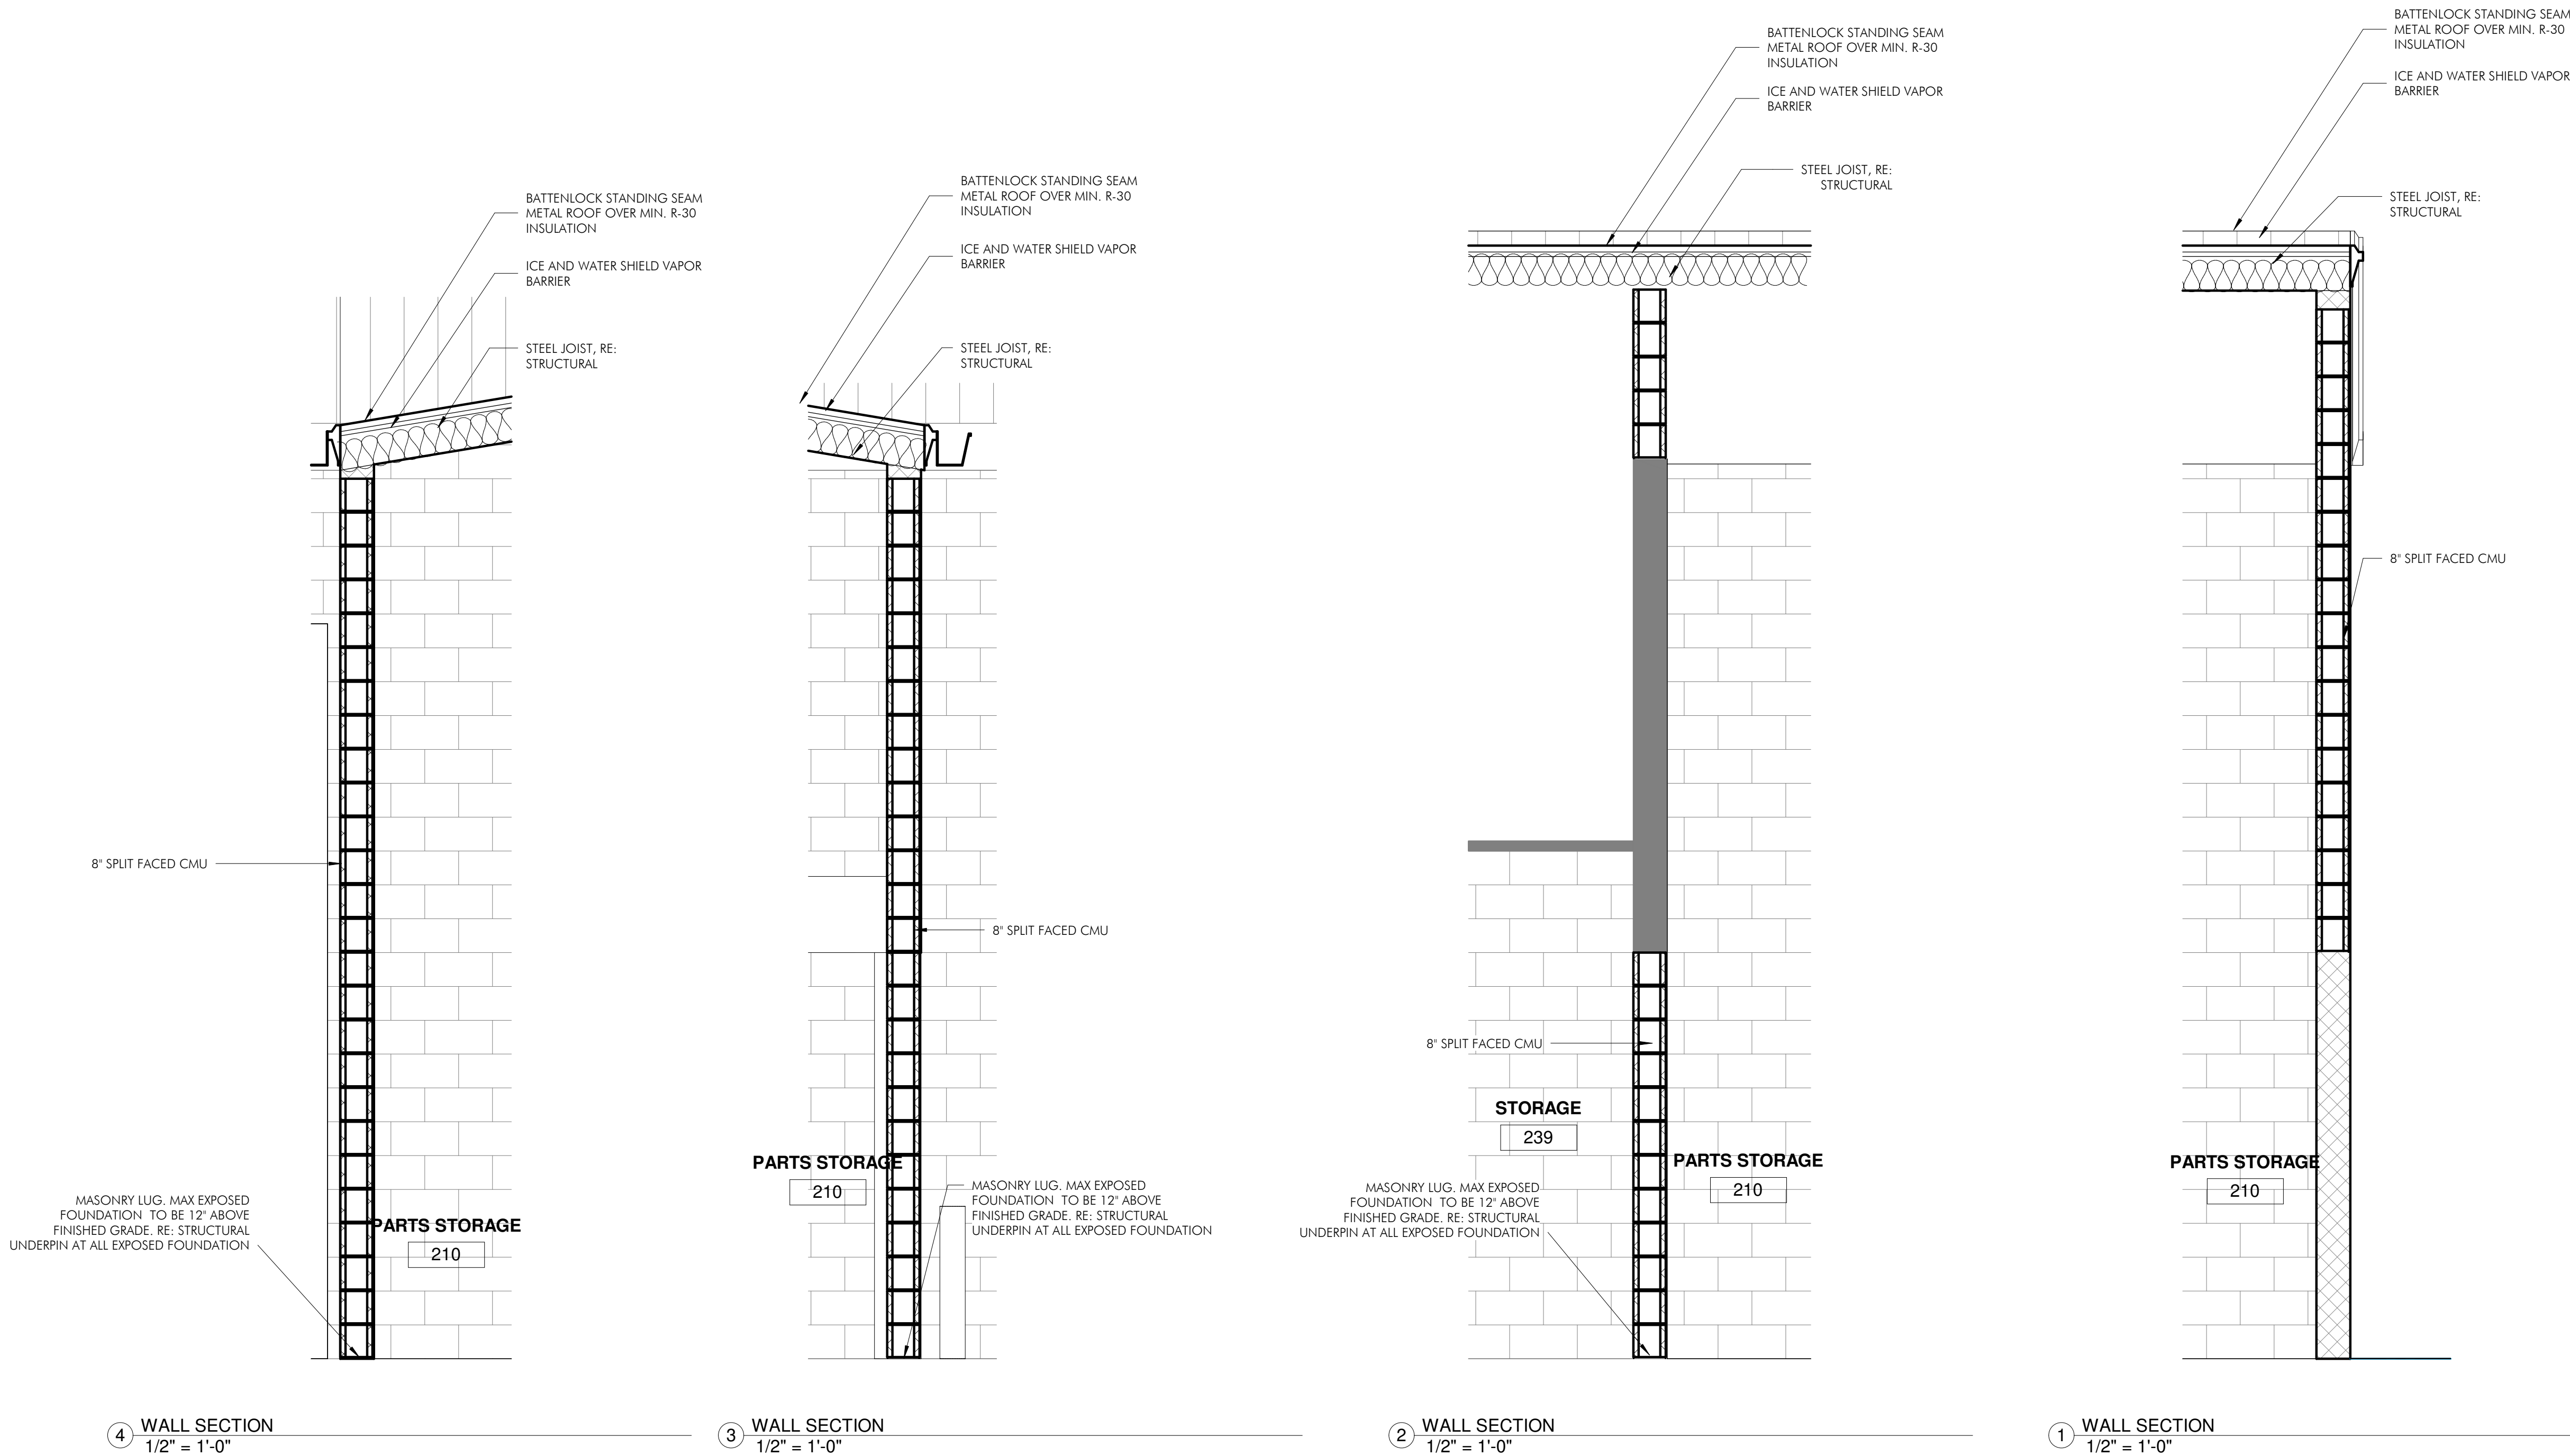 BATTENLOCK STANDING SEAM
METAL ROOF OVER MIN. R-30
INSULATION
ICE AND WATER SHIELD VAPOR
BARRIER
STEEL JOIST, RE:
STRUCTURAL
8" SPLIT FACED CMU
MASONRY LUG. MAX EXPOSED
FOUNDATION TO BE 12" ABOVE
FINISHED GRADE. RE: STRUCTURAL
UNDERPIN AT ALL EXPOSED FOUNDATION
PARTS STORAGE
210
4
WALL SECTION
1/2" = 1'-0"
BATTENLOCK STANDING SEAM
METAL ROOF OVER MIN. R-30
INSULATION
ICE AND WATER SHIELD VAPOR
BARRIER
STEEL JOIST, RE:
STRUCTURAL
8" SPLIT FACED CMU
PARTS STORAGE
210
MASONRY LUG. MAX EXPOSED
FOUNDATION TO BE 12" ABOVE
FINISHED GRADE. RE: STRUCTURAL
UNDERPIN AT ALL EXPOSED FOUNDATION
3
WALL SECTION
1/2" = 1'-0"
BATTENLOCK STANDING SEAM
METAL ROOF OVER MIN. R-30
INSULATION
ICE AND WATER SHIELD VAPOR
BARRIER
STEEL JOIST, RE:
STRUCTURAL
8" SPLIT FACED CMU
STORAGE
239
PARTS STORAGE
210
MASONRY LUG. MAX EXPOSED
FOUNDATION TO BE 12" ABOVE
FINISHED GRADE. RE: STRUCTURAL
UNDERPIN AT ALL EXPOSED FOUNDATION
2
WALL SECTION
1/2" = 1'-0"
BATTENLOCK STANDING SEAM
METAL ROOF OVER MIN. R-30
INSULATION
ICE AND WATER SHIELD VAPOR
BARRIER
STEEL JOIST, RE:
STRUCTURAL
8" SPLIT FACED CMU
PARTS STORAGE
210
1
WALL SECTION
1/2" = 1'-0"